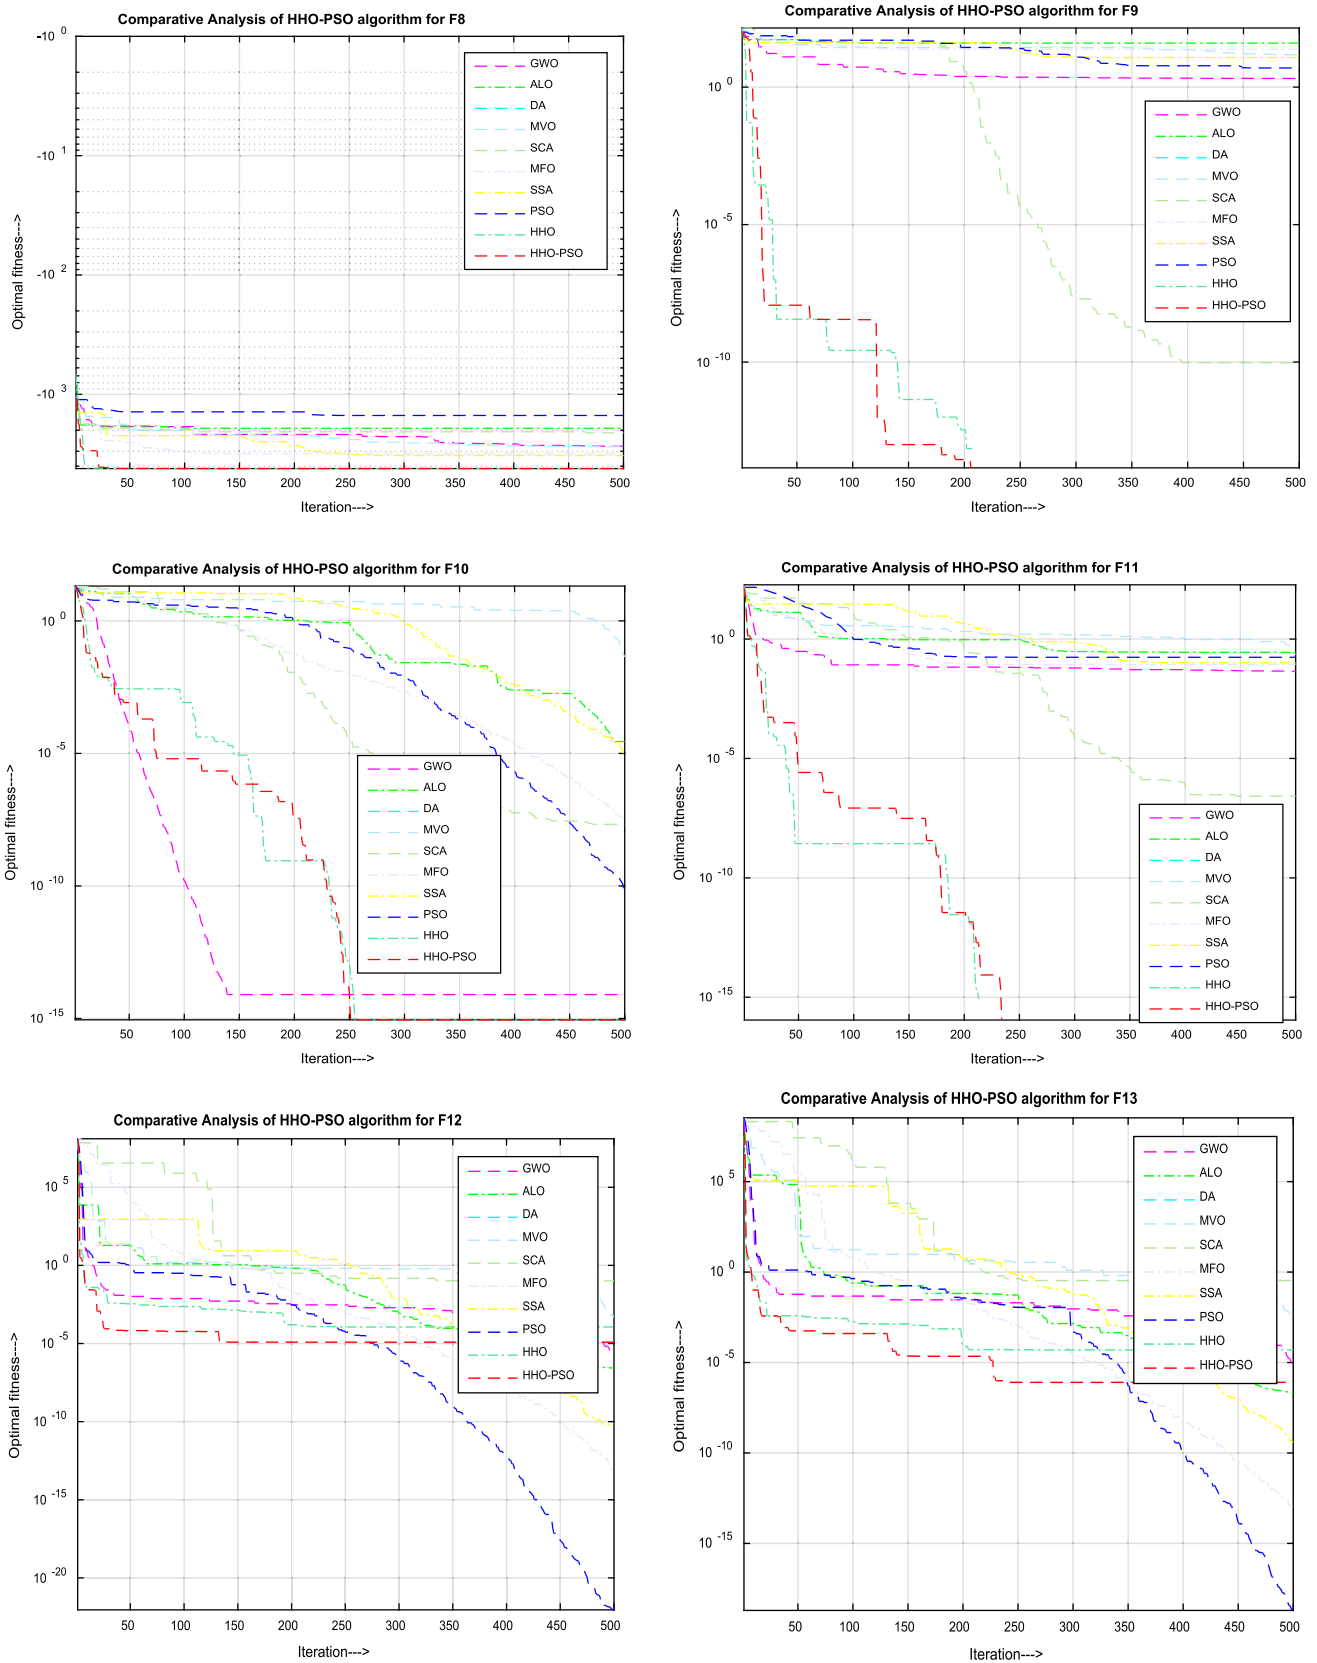 Comparative Analysis of HHO-PSO algorithm for F8
-10 0
-10 1
-10 2
-10 3
Optimal fitness--->
GWO
ALO
DA
MVO
SCA
MFO
SSA
PSO
HHO
HHO-PSO
50 100 150 200 250 300 350 400 450 500
Iteration--->
Comparative Analysis of HHO-PSO algorithm for F9
10 0
10 -5
10 -10
Optimal fitness--->
GWO
ALO
DA
MVO
SCA
MFO
SSA
PSO
HHO
HHO-PSO
50 100 150 200 250 300 350 400 450 500
Iteration--->
Comparative Analysis of HHO-PSO algorithm for F10
10 0
10 -5
10 -10
10 -15
Optimal fitness--->
GWO
ALO
DA
MVO
SCA
MFO
SSA
PSO
HHO
HHO-PSO
50 100 150 200 250 300 350 400 450 500
Iteration--->
Comparative Analysis of HHO-PSO algorithm for F11
10 0
10 -5
10 -10
10 -15
Optimal fitness--->
GWO
ALO
DA
MVO
SCA
MFO
SSA
PSO
HHO
HHO-PSO
50 100 150 200 250 300 350 400 450 500
Iteration--->
Comparative Analysis of HHO-PSO algorithm for F12
10 5
10 0
10 -5
10 -10
10 -15
10 -20
Optimal fitness--->
GWO
ALO
DA
MVO
SCA
MFO
SSA
PSO
HHO
HHO-PSO
50 100 150 200 250 300 350 400 450 500
Iteration--->
Comparative Analysis of HHO-PSO algorithm for F13
10 5
10 0
10 -5
10 -10
10 -15
Optimal fitness--->
GWO
ALO
DA
MVO
SCA
MFO
SSA
PSO
HHO
HHO-PSO
50 100 150 200 250 300 350 400 450 500
Iteration--->